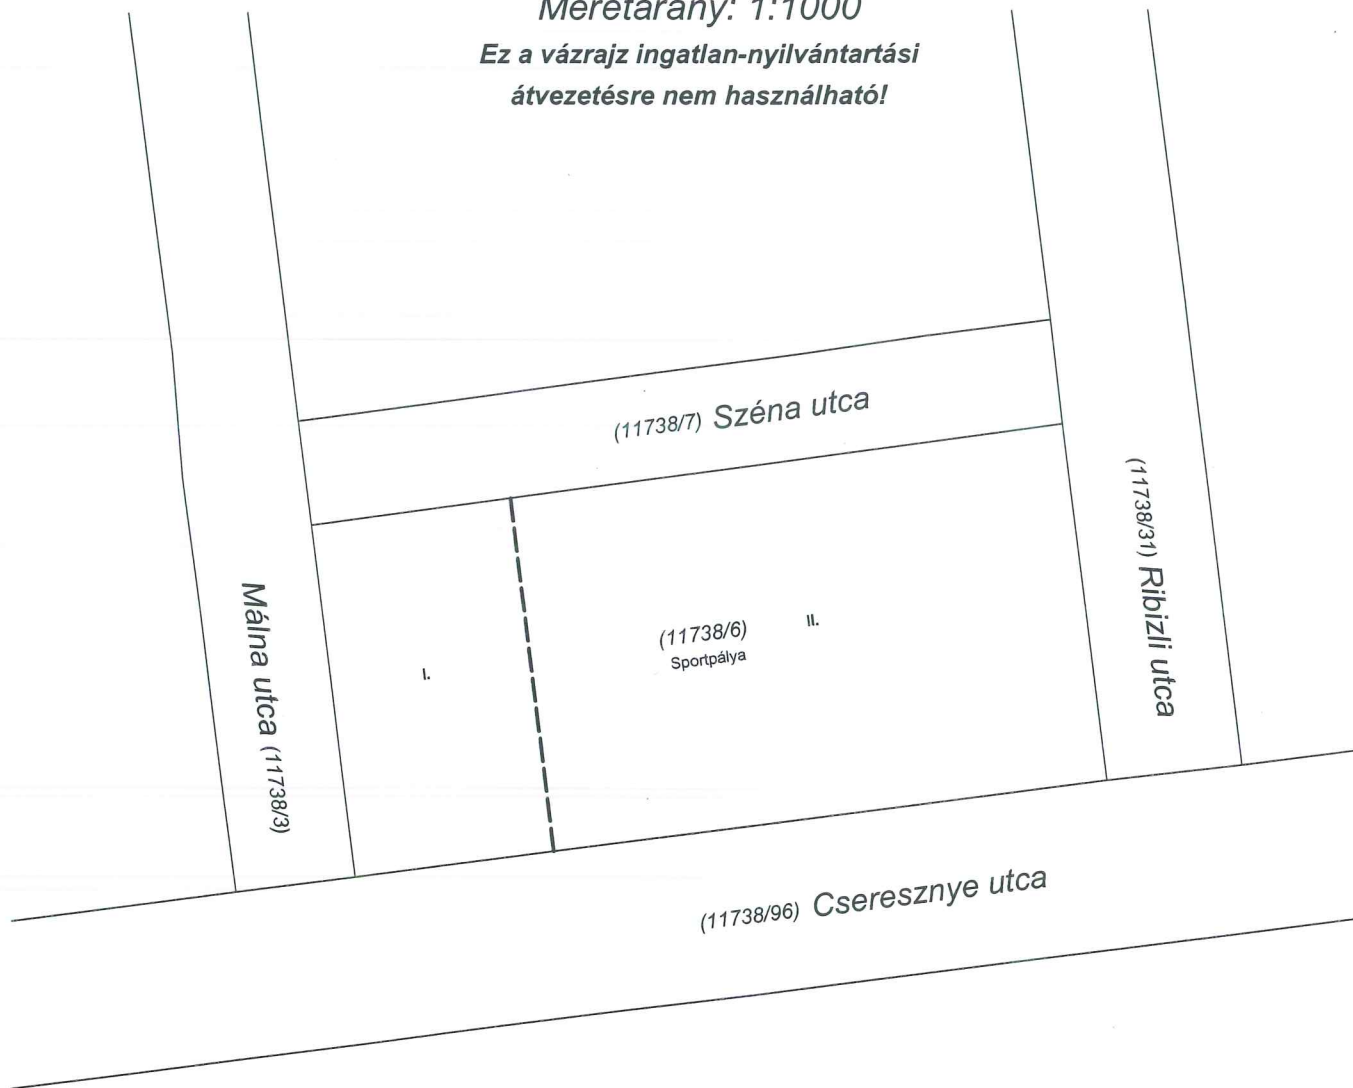 Méretarány: 1:1000
Ez a vázrajz ingatlan-nyilvántartási
átvezetésre nem használható!
(11738/7) Széna utca
(11738/31) Ribizli utca
Málna utca (11738/3)
I.
(11738/6)
Sportpálya
II.
(11738/96) Cseresznye utca